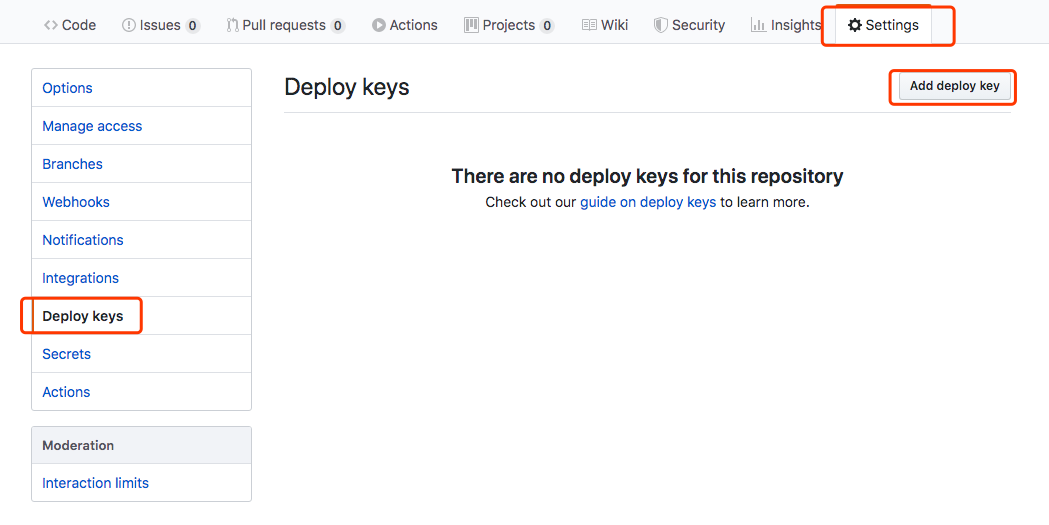 Code Issues 0 Pull requests 0 Actions Projects 0 Wiki Security Insights Settings
Options
Manage access
Branches
Webhooks
Notifications
Integrations
Deploy keys
Secrets
Actions
Moderation
Interaction limits
Deploy keys Add deploy key
There are no deploy keys for this repository
Check out our guide on deploy keys to learn more.